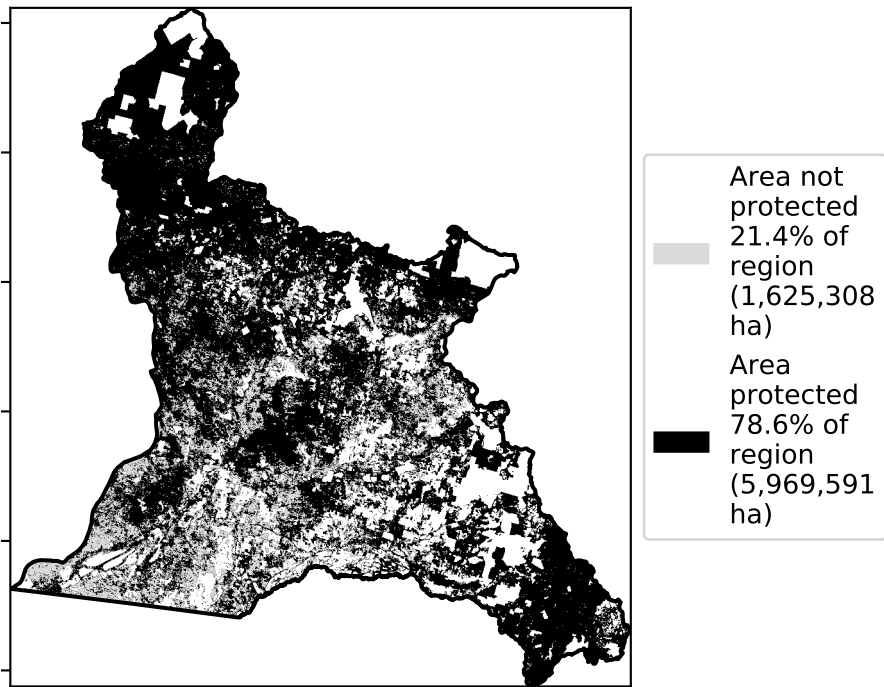 Area not
protected
21.4% of
region
(1,625,308
ha)
Area
protected
78.6% of
region
(5,969,591
ha)